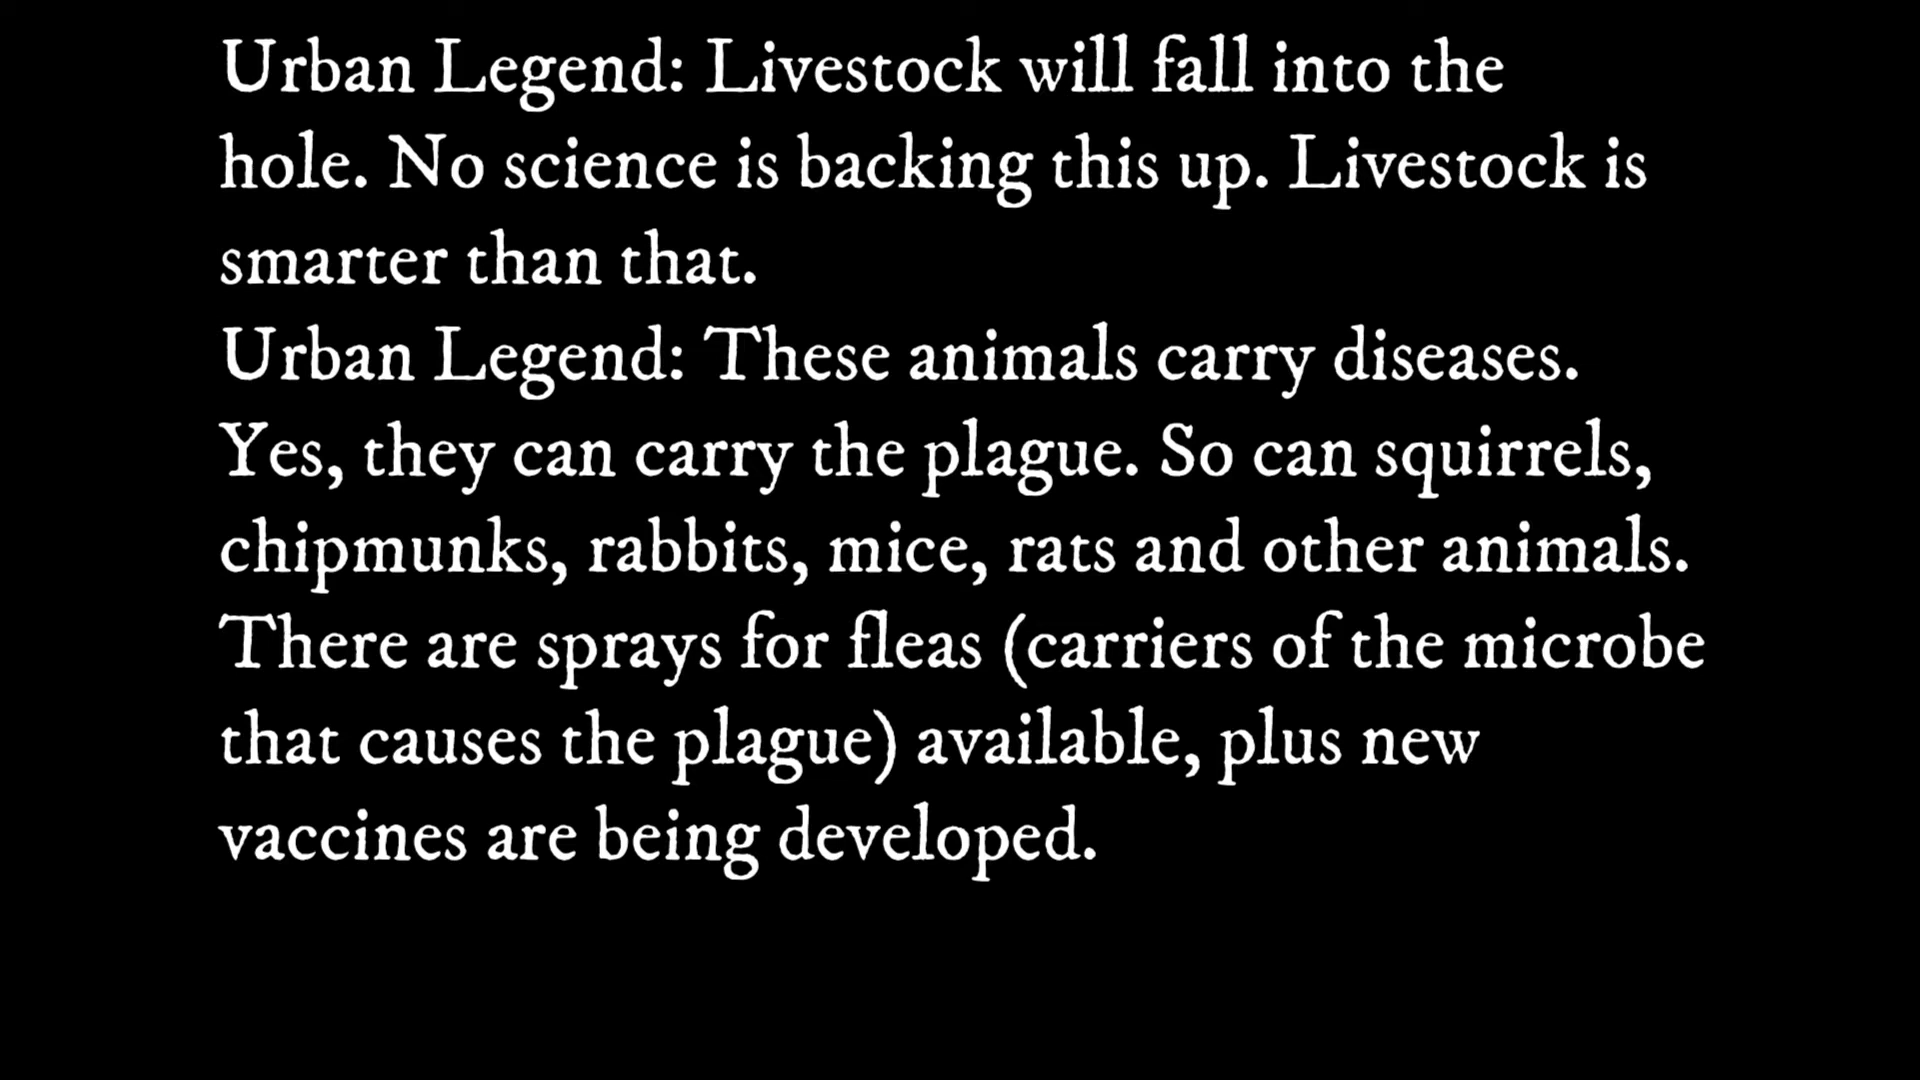 Urban Legend: Livestock will fall into the
hole. No science is backing this up. Livestock is
smarter than that.
Urban Legend: These animals carry diseases.
Yes, they can carry the plague. So can squirrels,
chipmunks, rabbits, mice, rats and other animals.
There are sprays for fleas (carriers of the microbe
that causes the plague) available, plus new
vaccines are being developed.